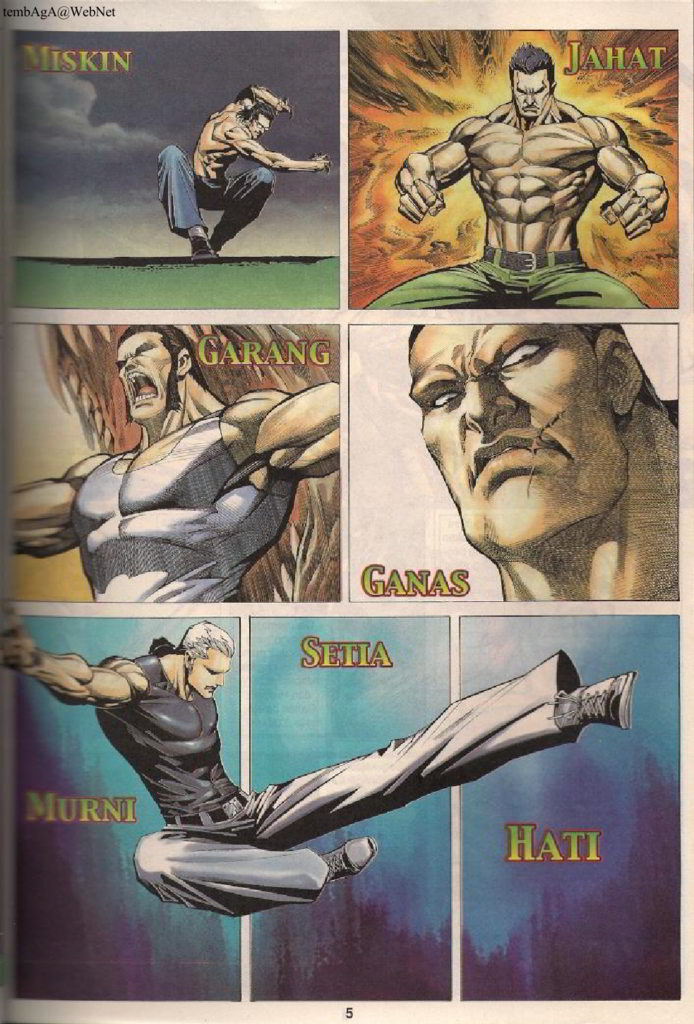 tembAgA@WebNet
MISKIN
JAHAT
GARANG
GANAS
SETIA
MURNI
HATI
5